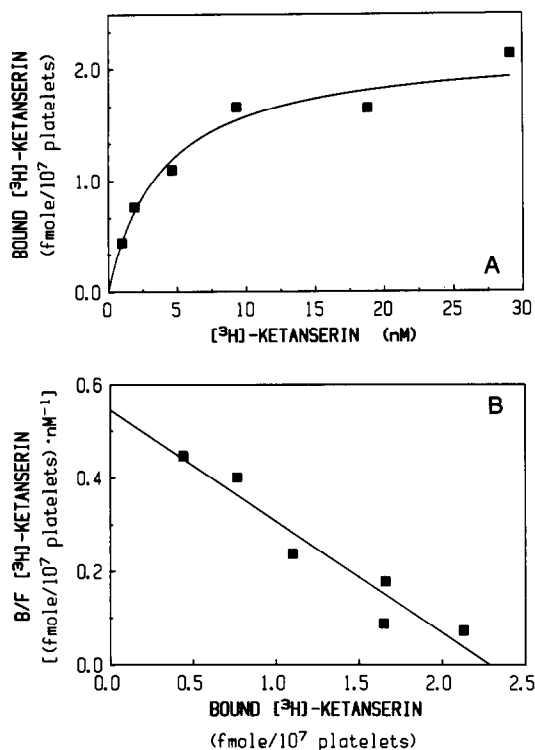 BOUND [³H]-KETANSERIN
(fmole/10⁷ platelets)
2.0
1.0
0.0
A
0 5 10 15 20 25 30
[³H]-KETANSERIN (nM)
B/F [³H]-KETANSERIN
[(fmole/10⁷ platelets)·nM⁻¹]
0.6
0.4
0.2
0.0
B
0.0 0.5 1.0 1.5 2.0 2.5
BOUND [³H]-KETANSERIN
(fmole/10⁷ platelets)